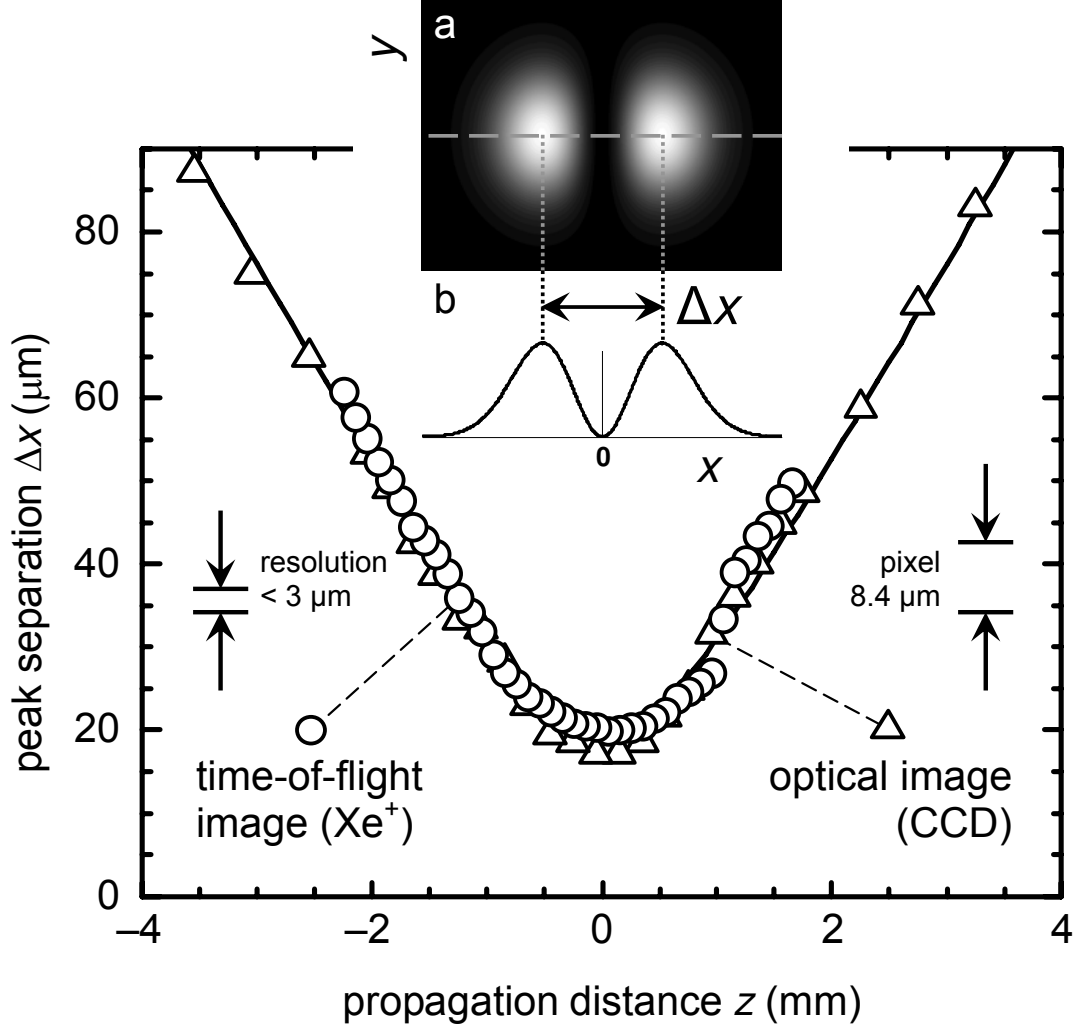 a
y
b
Δx
0
x
80
60
40
20
0
peak separation Δx (μm)
resolution
< 3 μm
pixel
8.4 μm
time-of-flight
image (Xe⁺)
optical image
(CCD)
–4
–2
0
2
4
propagation distance z (mm)